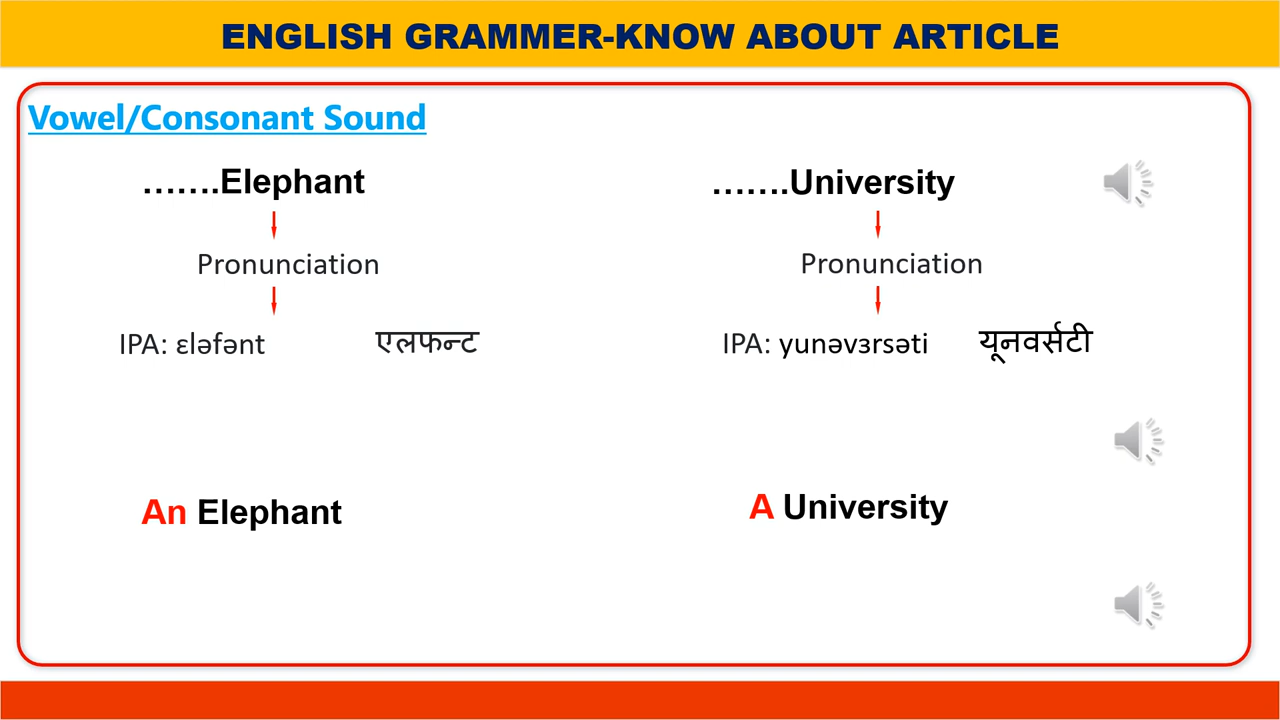 ENGLISH GRAMMER-KNOW ABOUT ARTICLE
Vowel/Consonant Sound
…….Elephant
…….University
Pronunciation
Pronunciation
IPA: ɛləfənt
एलफन्ट
IPA: yunəvɜrsəti
यूनवर्सटी
An Elephant
A University